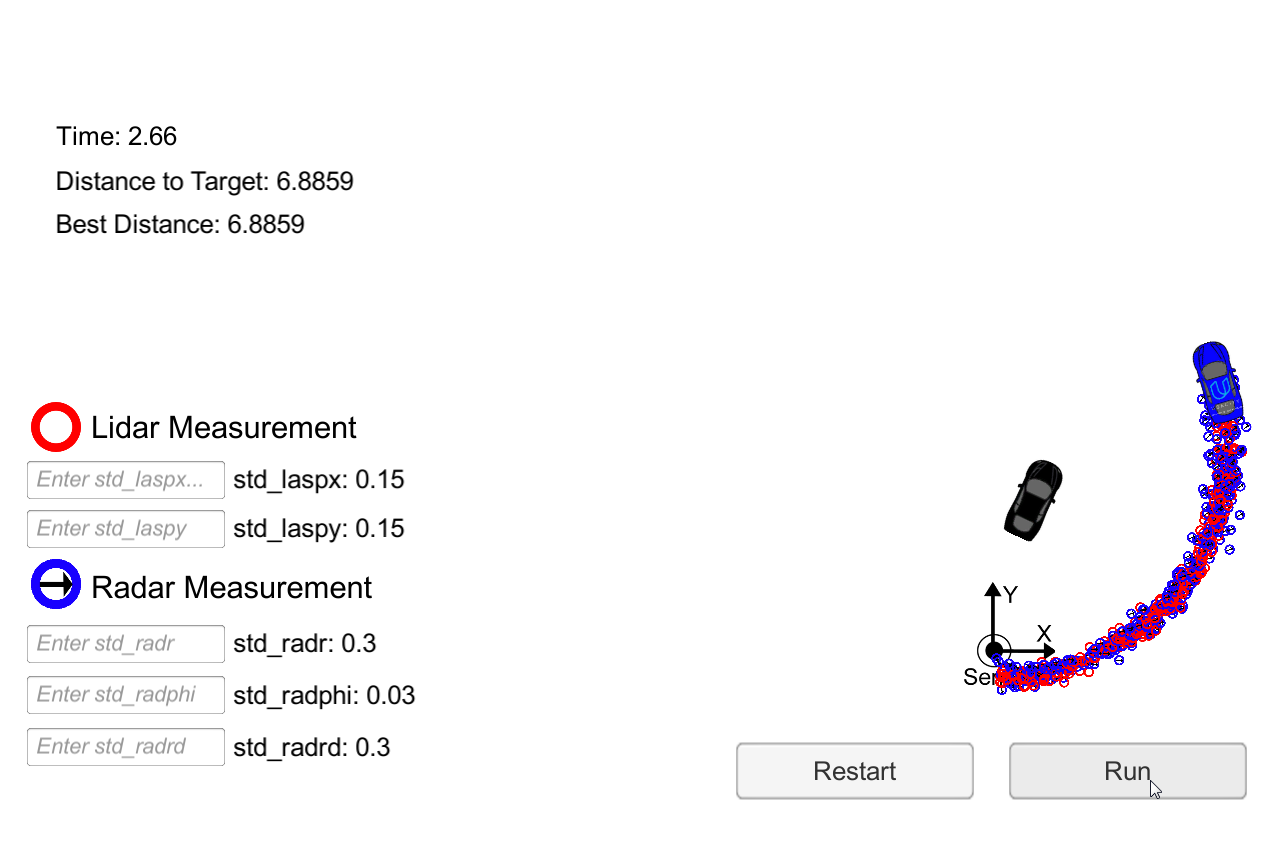 Time: 2.66
Distance to Target: 6.8859
Best Distance: 6.8859
Lidar Measurement
Enter std_laspx... std_laspx: 0.15
Enter std_laspy std_laspy: 0.15
Radar Measurement
Enter std_radr std_radr: 0.3
Enter std_radphi std_radphi: 0.03
Enter std_radrd std_radrd: 0.3
Y
X
Restart
Run